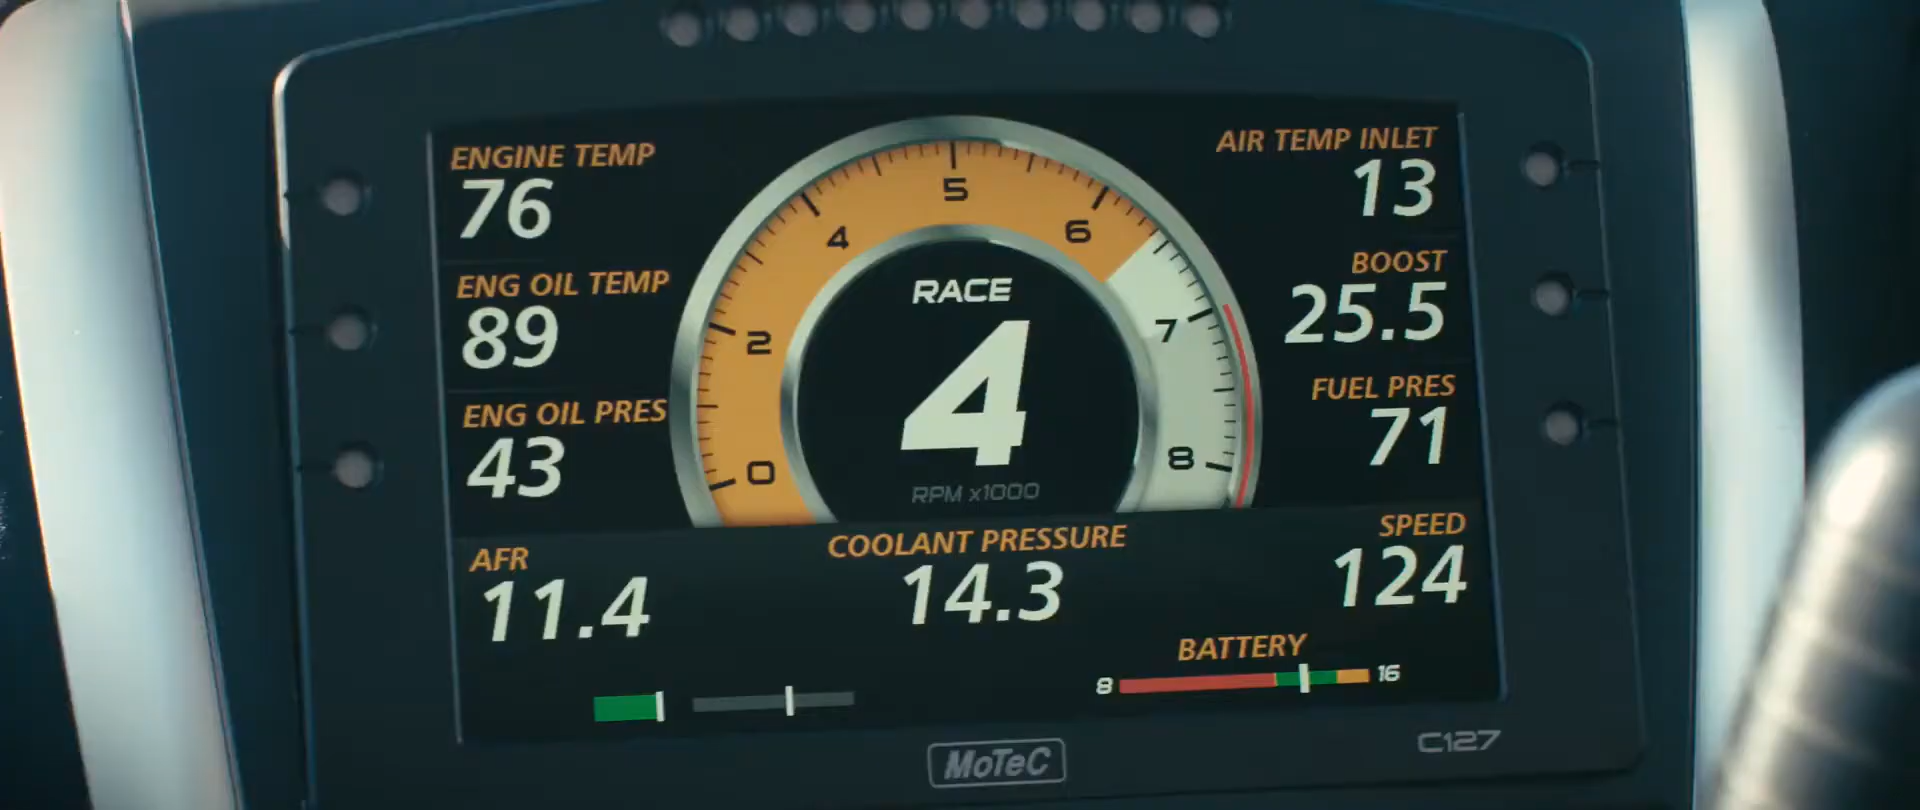 ENGINE TEMP
76
ENG OIL TEMP
89
ENG OIL PRES
43
AFR
11.4
0
2
4
5
6
7
8
RACE
4
RPM x1000
COOLANT PRESSURE
14.3
AIR TEMP INLET
13
BOOST
25.5
FUEL PRES
71
SPEED
124
BATTERY
8 16
MoTeC
C127